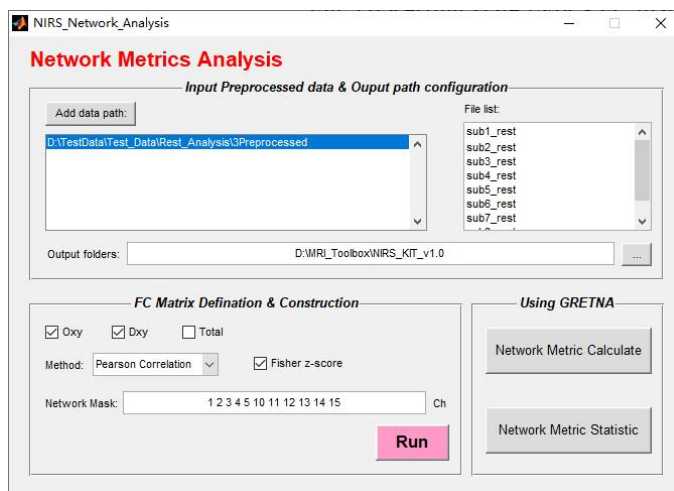 NIRS_Network_Analysis
Network Metrics Analysis
Input Preprocessed data & Ouput path configuration
Add data path:
File list:
D:\TestData\Test_Data\Rest_Analysis\3Preprocessed
sub1_rest
sub2_rest
sub3_rest
sub4_rest
sub5_rest
sub6_rest
sub7_rest
Output folders: D:\MRI_Toolbox\NIRS_KIT_v1.0 ...
FC Matrix Defination & Construction
Oxy Dxy Total
Method: Pearson Correlation Fisher z-score
Network Mask: 1 2 3 4 5 10 11 12 13 14 15 Ch
Run
Using GRETNA
Network Metric Calculate
Network Metric Statistic